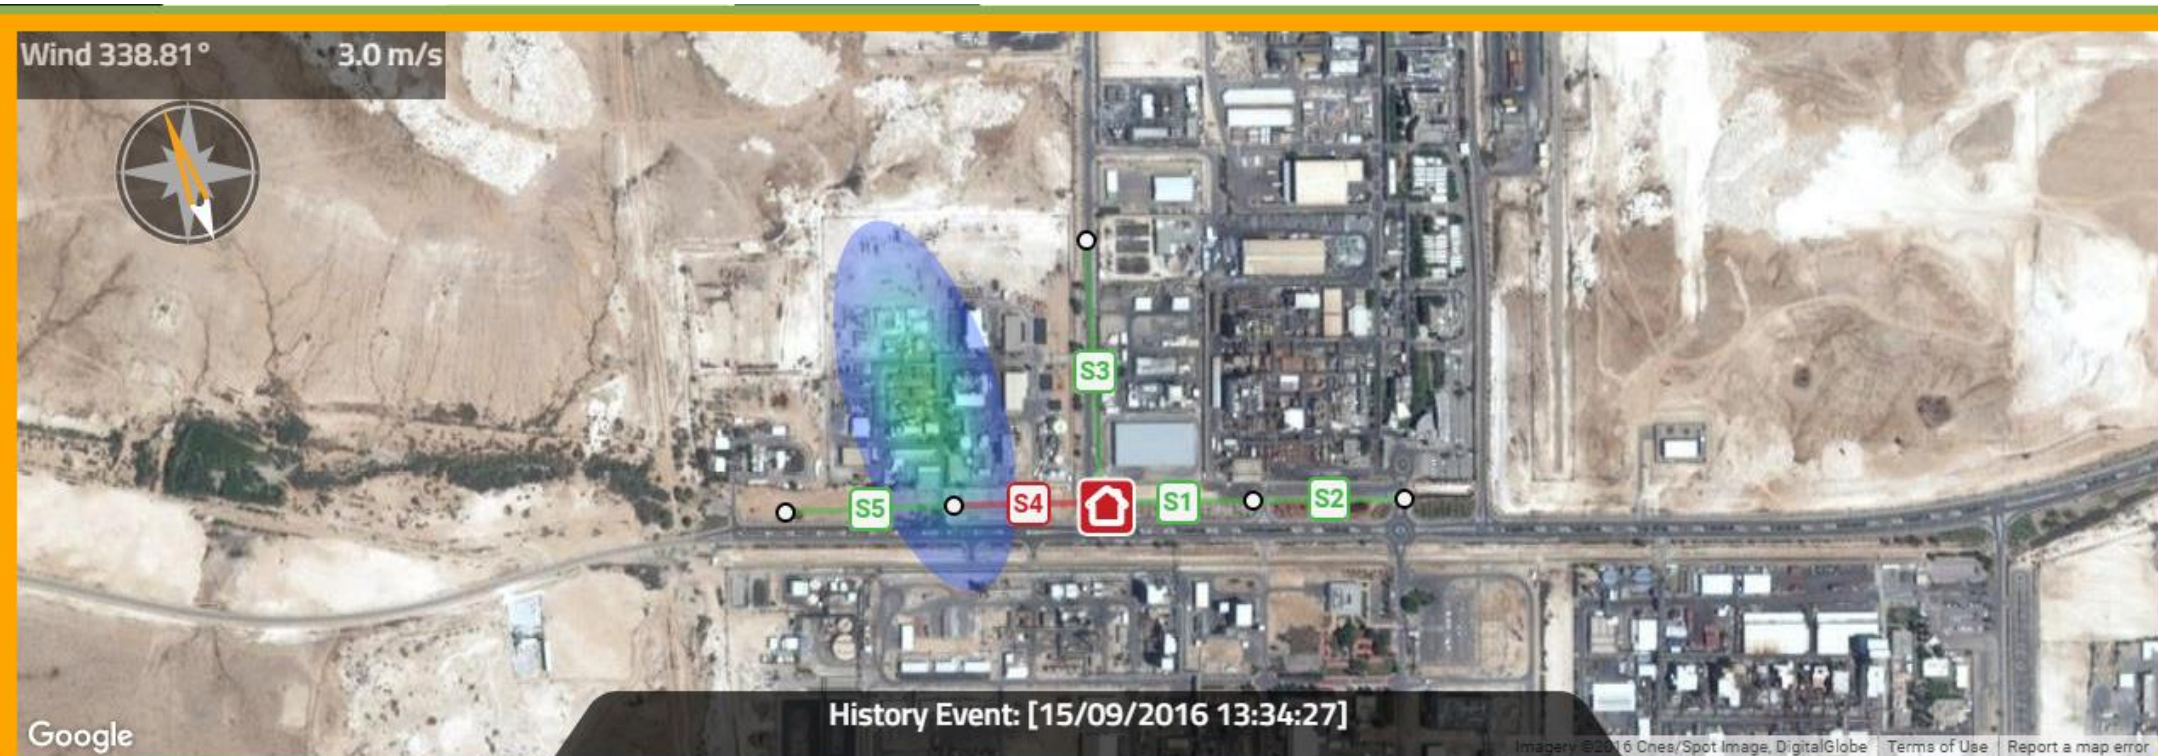 Wind 338.81° 3.0 m/s
S3
S5
S4
S1
S2
History Event: [15/09/2016 13:34:27]
Google
Imagery ©2016 Cnes/Spot Image, DigitalGlobe
Terms of Use
Report a map error